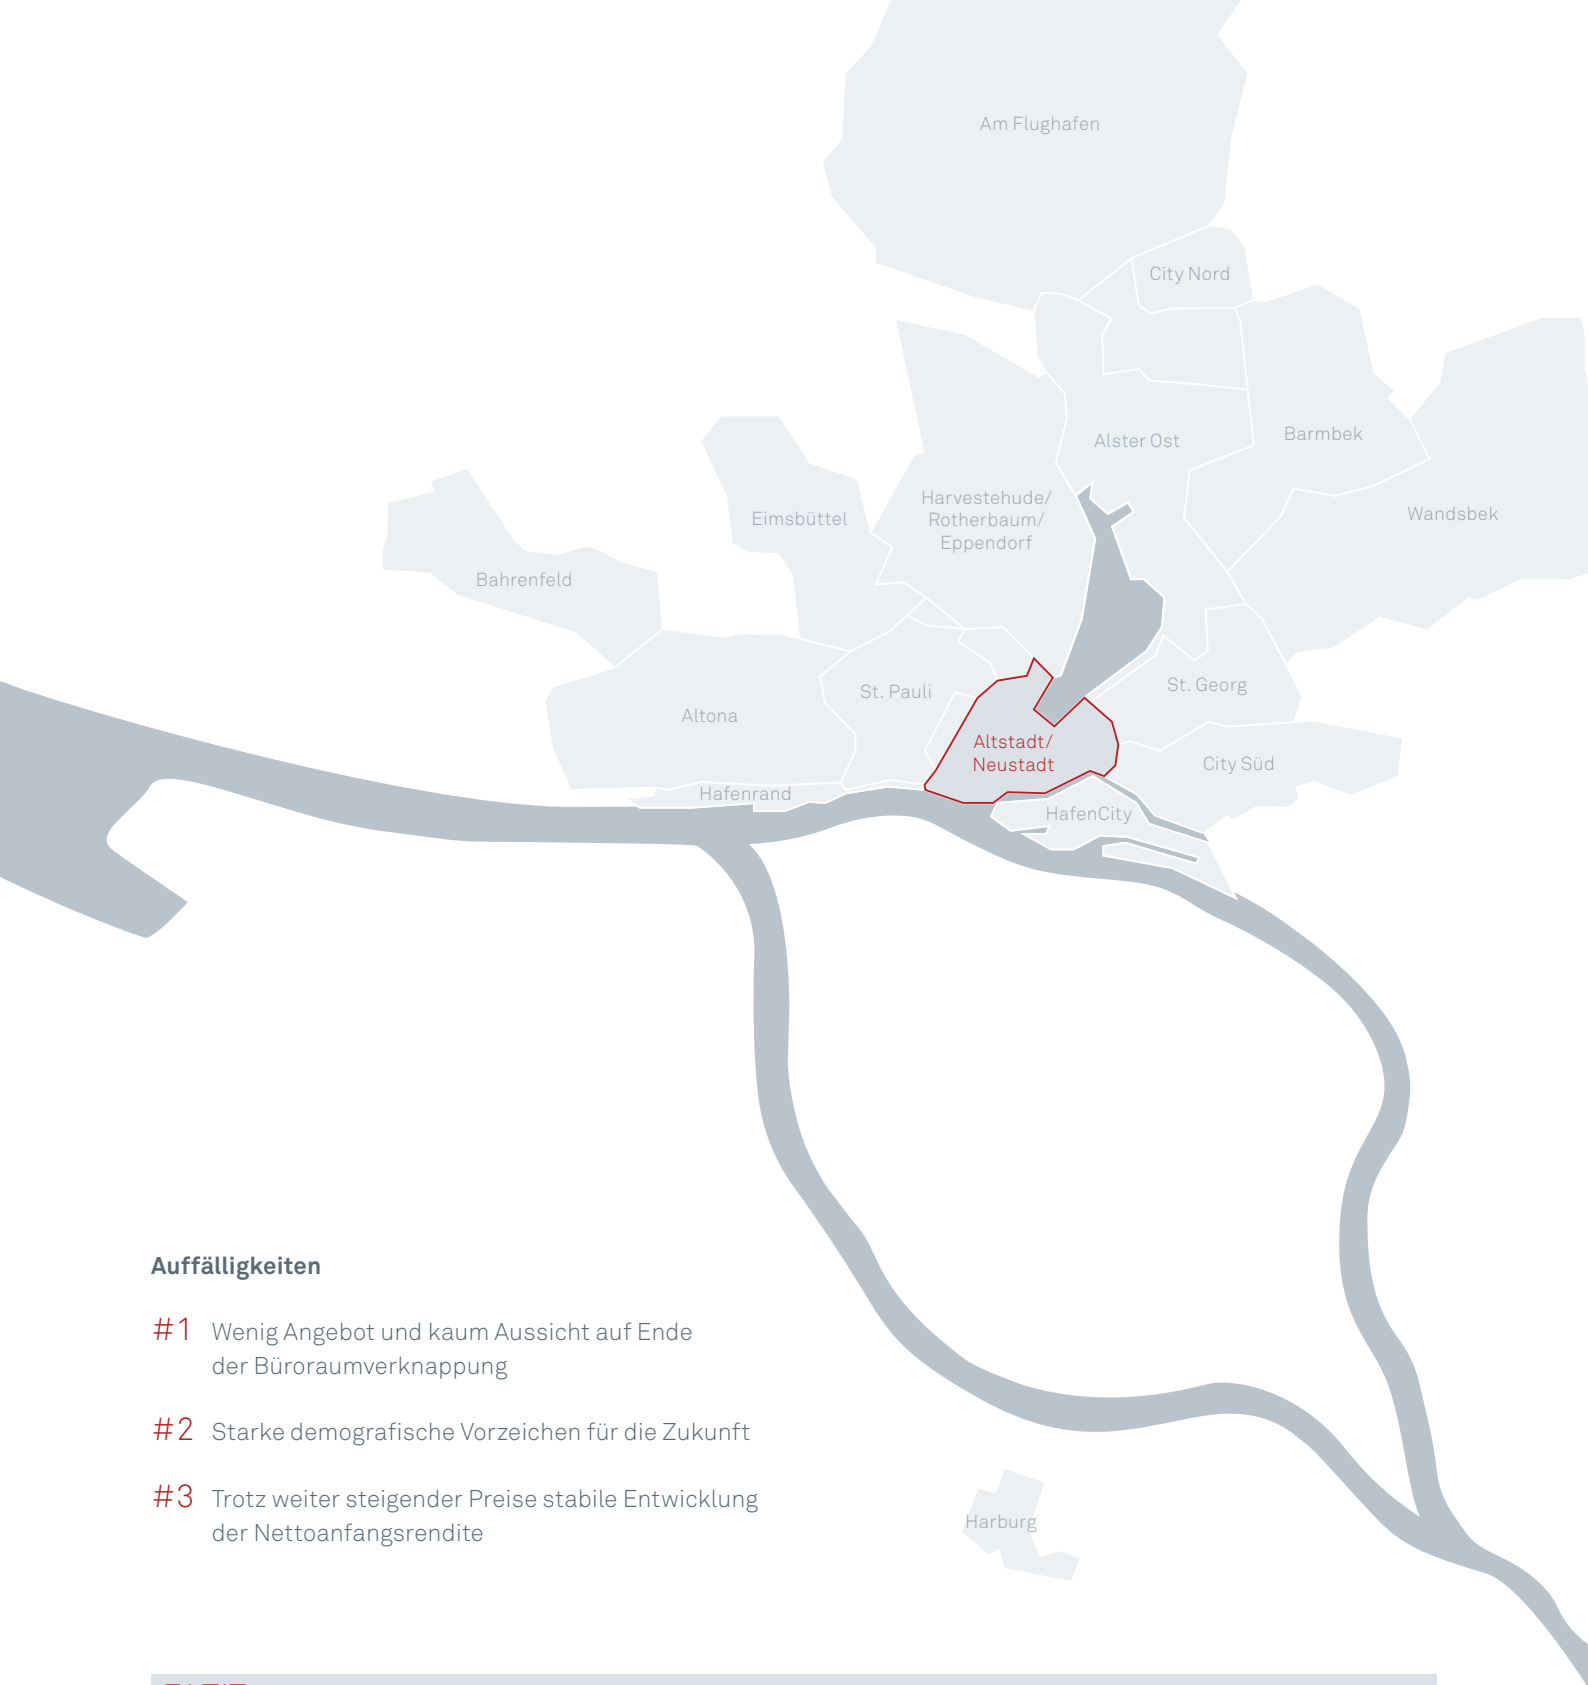 Am Flughafen
City Nord
Alster Ost
Barmbek
Harvestehude/
Rotherbaum/
Eppendorf
Wandsbek
Eimsbüttel
Bahrenfeld
St. Georg
St. Pauli
Altona
Altstadt/
Neustadt
City Süd
Hafenrand
HafenCity
Auffälligkeiten
#1 Wenig Angebot und kaum Aussicht auf Ende
der Büroraumverknappung
#2 Starke demografische Vorzeichen für die Zukunft
#3 Trotz weiter steigender Preise stabile Entwicklung
der Nettoanfangsrendite
Harburg